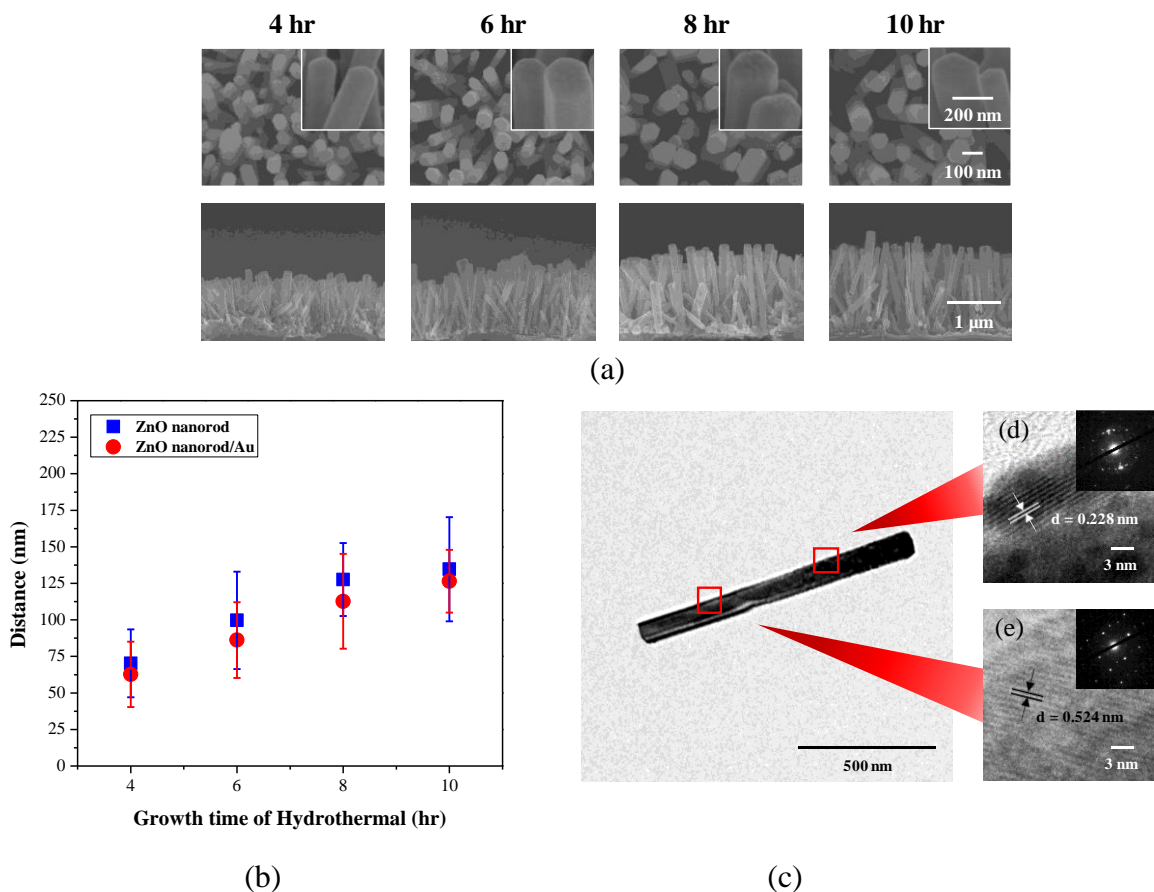 4 hr
6 hr
8 hr
10 hr
200 nm
100 nm
1 μm
(a)
250
225
200
175
150
125
100
75
50
25
0
ZnO nanorod
ZnO nanorod/Au
Distance (nm)
4
6
8
10
Growth time of Hydrothermal (hr)
(b)
500 nm
(c)
(d)
d = 0.228 nm
3 nm
(e)
d = 0.524 nm
3 nm